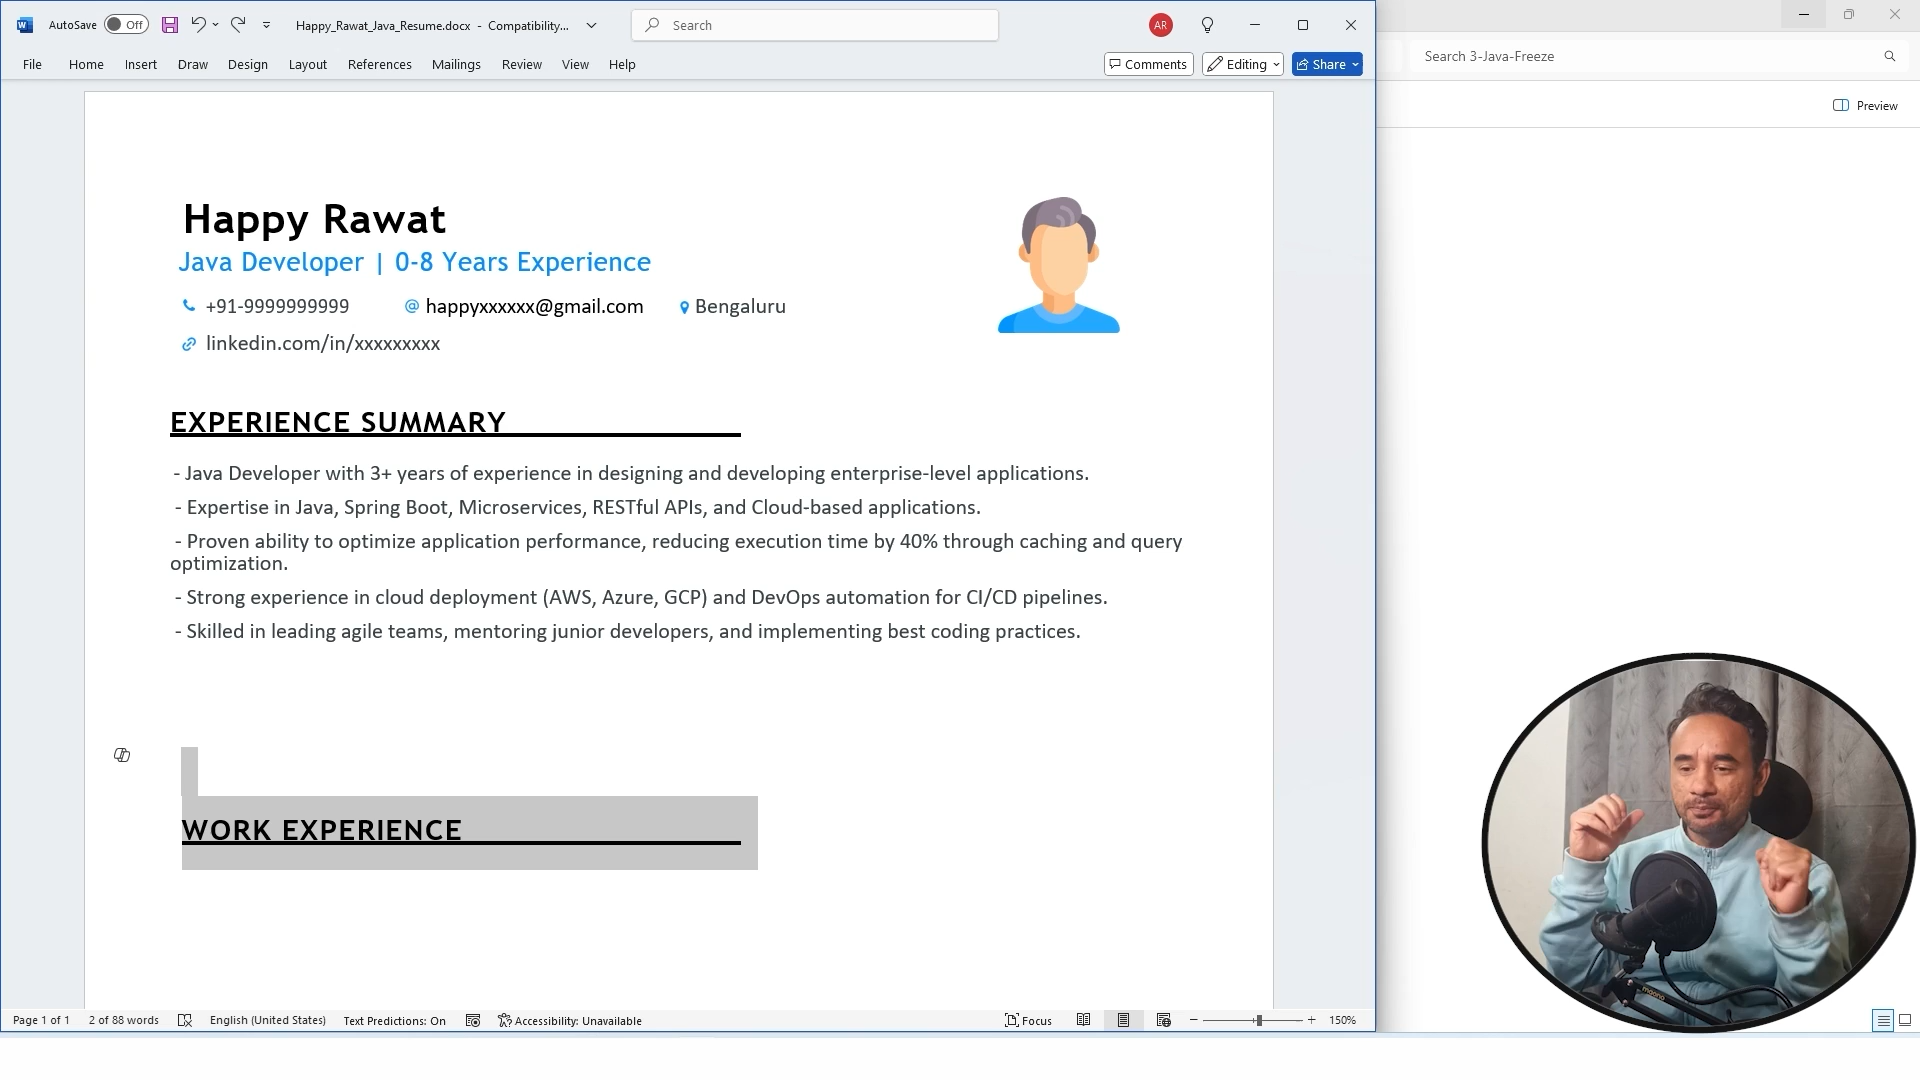 AutoSave Off Happy_Rawat_Java_Resume.docx - Compatibility... Search AR
File Home Insert Draw Design Layout References Mailings Review View Help Comments Editing Share
Search 3-Java-Freeze
Preview
Happy Rawat
Java Developer | 0-8 Years Experience
+91-9999999999 @ happyxxxxxx@gmail.com Bengaluru
linkedin.com/in/xxxxxxxxx
EXPERIENCE SUMMARY
- Java Developer with 3+ years of experience in designing and developing enterprise-level applications.
- Expertise in Java, Spring Boot, Microservices, RESTful APIs, and Cloud-based applications.
- Proven ability to optimize application performance, reducing execution time by 40% through caching and query
optimization.
- Strong experience in cloud deployment (AWS, Azure, GCP) and DevOps automation for CI/CD pipelines.
- Skilled in leading agile teams, mentoring junior developers, and implementing best coding practices.
WORK EXPERIENCE
maono
Page 1 of 1 2 of 88 words English (United States) Text Predictions: On Accessibility: Unavailable Focus 150%